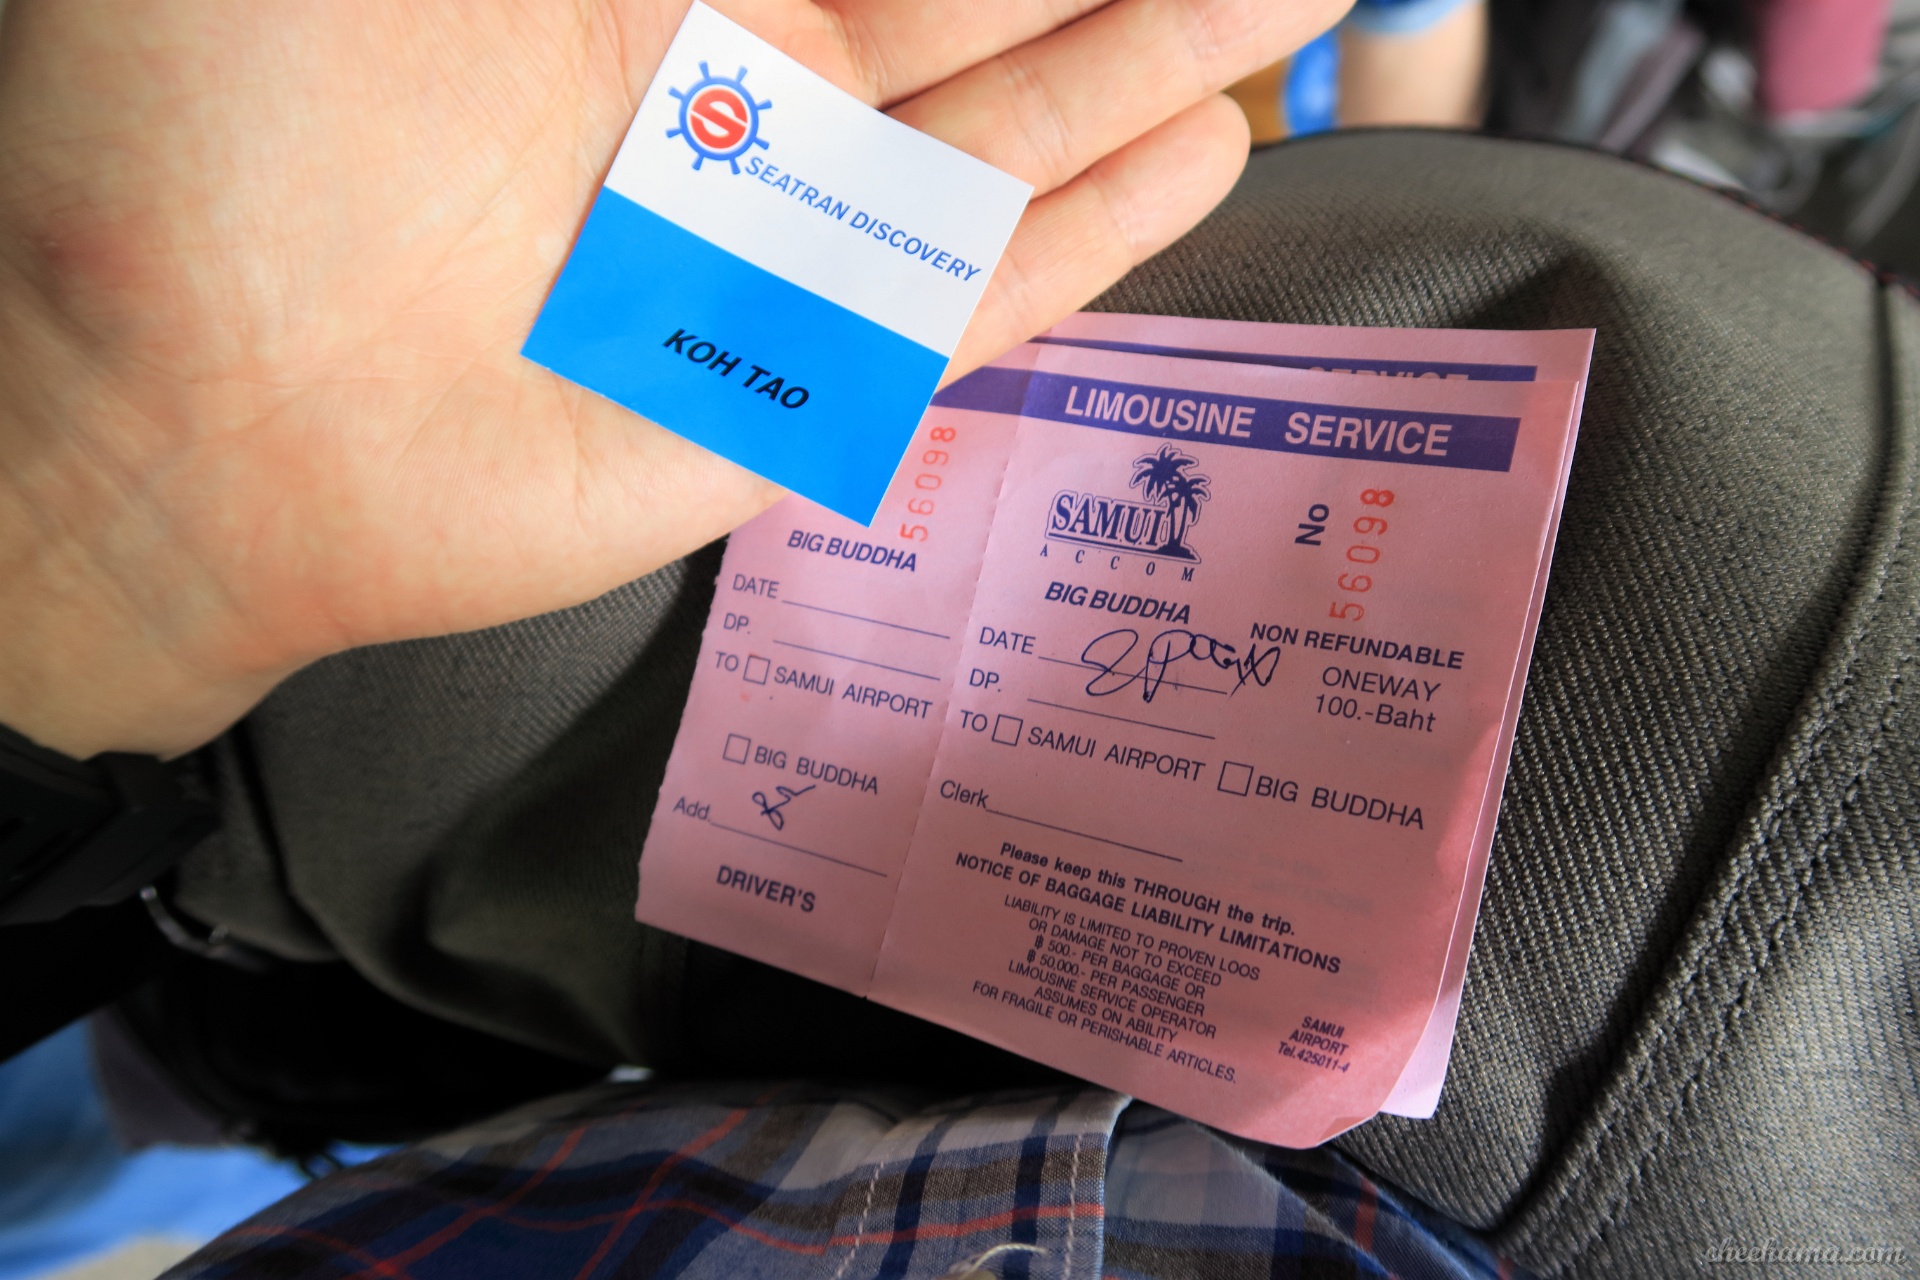 SEATRAN DISCOVERY
KOH TAO
SERVICE
LIMOUSINE SERVICE
56098
BIG BUDDHA
DATE
DP.
TO SAMUI AIRPORT
BIG BUDDHA
Add.
DRIVER'S
SAMUI
ACCOM
BIG BUDDHA
No 56098
NON REFUNDABLE
ONEWAY
100.-Baht
DATE
DP.
TO SAMUI AIRPORT BIG BUDDHA
Clerk
Please keep this THROUGH the trip.
NOTICE OF BAGGAGE LIABILITY LIMITATIONS
LIABILITY IS LIMITED TO PROVEN LOOS
OR DAMAGE NOT TO EXCEED
฿ 500.- PER BAGGAGE OR
฿ 50,000.- PER PASSENGER
LIMOUSINE SERVICE OPERATOR
ASSUMES ON ABILITY
FOR FRAGILE OR PERISHABLE ARTICLES.
SAMUI
AIRPORT
Tel.425011-4
cheekama.com